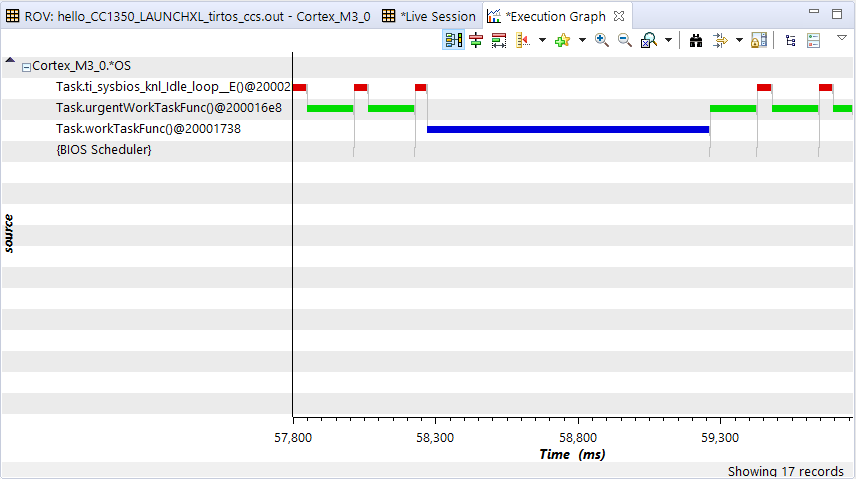 ROV: hello_CC1350_LAUNCHXL_tirtos_ccs.out - Cortex_M3_0 *Live Session *Execution Graph
Cortex_M3_0.*OS
Task.ti_sysbios_knl_Idle_loop__E()@20002
Task.urgentWorkTaskFunc()@200016e8
Task.workTaskFunc()@20001738
{BIOS Scheduler}
source
57,800 58,300 58,800 59,300
Time (ms)
Showing 17 records